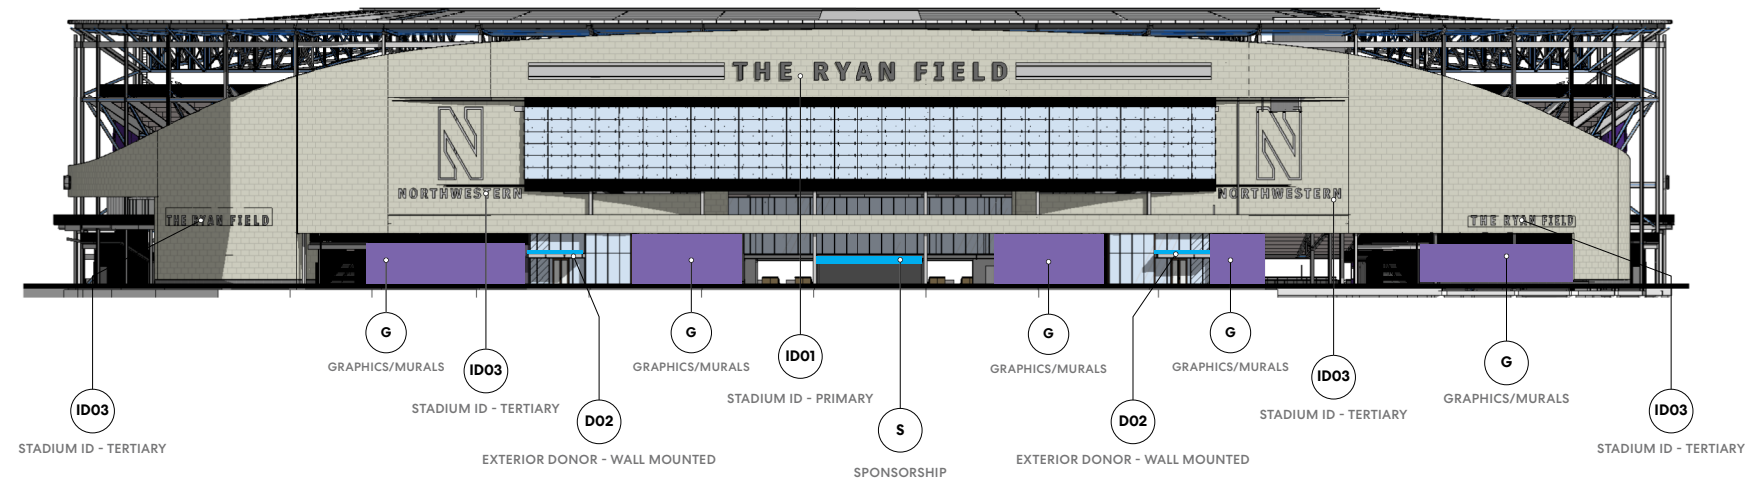 THE RYAN FIELD
N
N
NORTHWESTERN
NORTHWESTERN
THE RYAN FIELD
THE RYAN FIELD
G
G
ID01
G
G
G
GRAPHICS/MURALS
ID03
GRAPHICS/MURALS
GRAPHICS/MURALS
GRAPHICS/MURALS
ID03
GRAPHICS/MURALS
STADIUM ID - PRIMARY
ID03
STADIUM ID - TERTIARY
D02
S
D02
STADIUM ID - TERTIARY
ID03
STADIUM ID - TERTIARY
EXTERIOR DONOR - WALL MOUNTED
SPONSORSHIP
EXTERIOR DONOR - WALL MOUNTED
STADIUM ID - TERTIARY